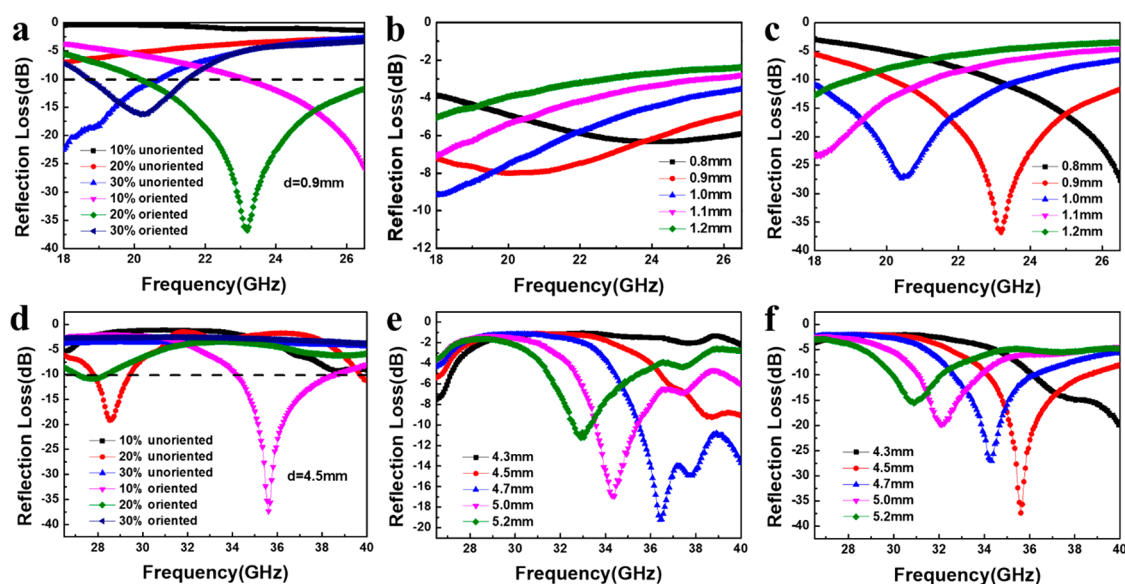 a
Reflection Loss(dB)
0
-5
-10
-15
-20
-25
-30
-35
-40
10% unoriented
20% unoriented
30% unoriented
10% oriented
20% oriented
30% oriented
d=0.9mm
18 20 22 24 26
Frequency(GHz)
b
Reflection Loss(dB)
0
-2
-4
-6
-8
-10
-12
0.8mm
0.9mm
1.0mm
1.1mm
1.2mm
18 20 22 24 26
Frequency(GHz)
c
Reflection Loss(dB)
0
-5
-10
-15
-20
-25
-30
-35
-40
0.8mm
0.9mm
1.0mm
1.1mm
1.2mm
18 20 22 24 26
Frequency(GHz)
d
Reflection Loss(dB)
0
-5
-10
-15
-20
-25
-30
-35
-40
10% unoriented
20% unoriented
30% unoriented
10% oriented
20% oriented
30% oriented
d=4.5mm
28 30 32 34 36 38 40
Frequency(GHz)
e
Reflection Loss(dB)
0
-2
-4
-6
-8
-10
-12
-14
-16
-18
-20
4.3mm
4.5mm
4.7mm
5.0mm
5.2mm
28 30 32 34 36 38 40
Frequency(GHz)
f
Reflection Loss(dB)
0
-5
-10
-15
-20
-25
-30
-35
-40
4.3mm
4.5mm
4.7mm
5.0mm
5.2mm
28 30 32 34 36 38 40
Frequency(GHz)